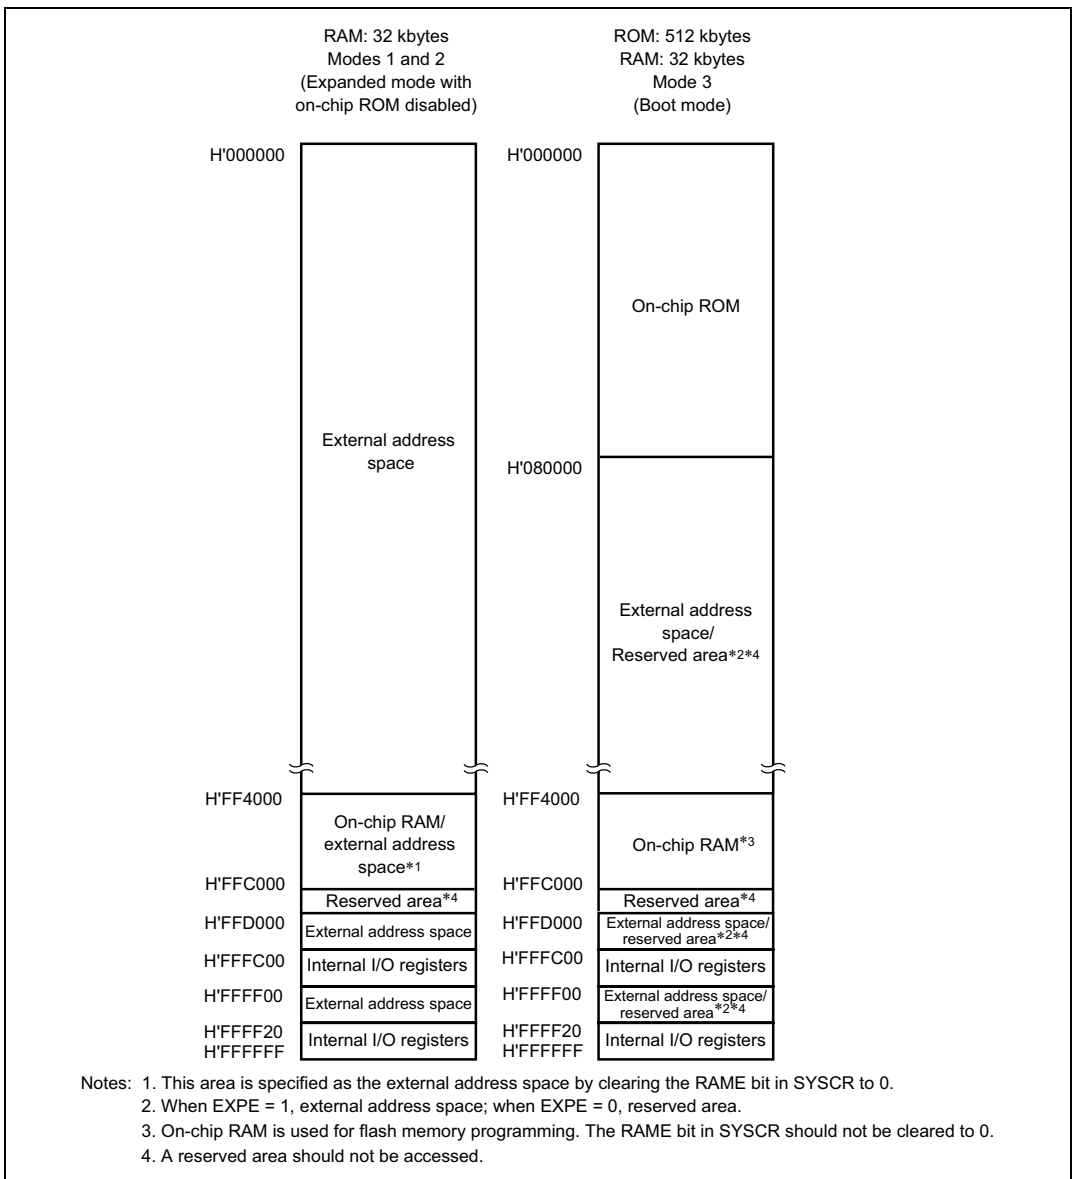 RAM: 32 kbytes
Modes 1 and 2
(Expanded mode with
on-chip ROM disabled)
ROM: 512 kbytes
RAM: 32 kbytes
Mode 3
(Boot mode)
H'000000
External address
space
H'FF4000
On-chip RAM/
external address
space*1
H'FFC000
Reserved area*4
H'FFD000
External address space
H'FFFC00
Internal I/O registers
H'FFFF00
External address space
H'FFFF20
Internal I/O registers
H'FFFFFF
H'000000
On-chip ROM
H'080000
External address
space/
Reserved area*2*4
H'FF4000
On-chip RAM*3
H'FFC000
Reserved area*4
H'FFD000
External address space/
reserved area*2*4
H'FFFC00
Internal I/O registers
H'FFFF00
External address space/
reserved area*2*4
H'FFFF20
Internal I/O registers
H'FFFFFF
Notes: 1. This area is specified as the external address space by clearing the RAME bit in SYSCR to 0.
2. When EXPE = 1, external address space; when EXPE = 0, reserved area.
3. On-chip RAM is used for flash memory programming. The RAME bit in SYSCR should not be cleared to 0.
4. A reserved area should not be accessed.